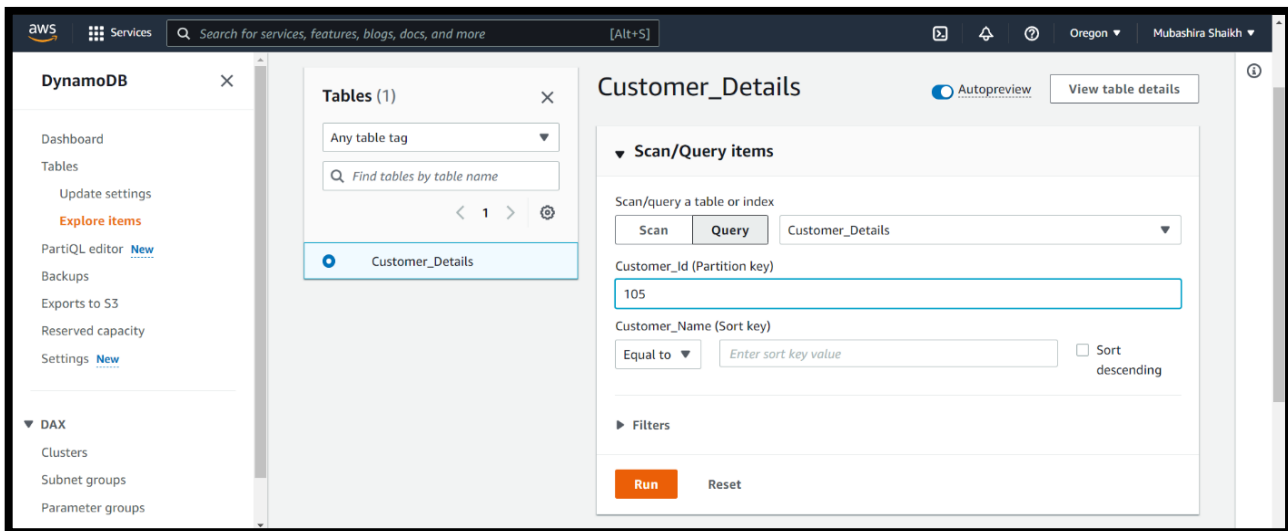 aws
Services
Search for services, features, blogs, docs, and more
[Alt+S]
Oregon
Mubashira Shaikh
DynamoDB
Dashboard
Tables
Update settings
Explore items
PartiQL editor New
Backups
Exports to S3
Reserved capacity
Settings New
DAX
Clusters
Subnet groups
Parameter groups
Tables (1)
Any table tag
Find tables by table name
1
Customer_Details
Customer_Details
Autopreview
View table details
Scan/Query items
Scan/query a table or index
Scan
Query
Customer_Details
Customer_Id (Partition key)
105
Customer_Name (Sort key)
Equal to
Enter sort key value
Sort
descending
Filters
Run
Reset